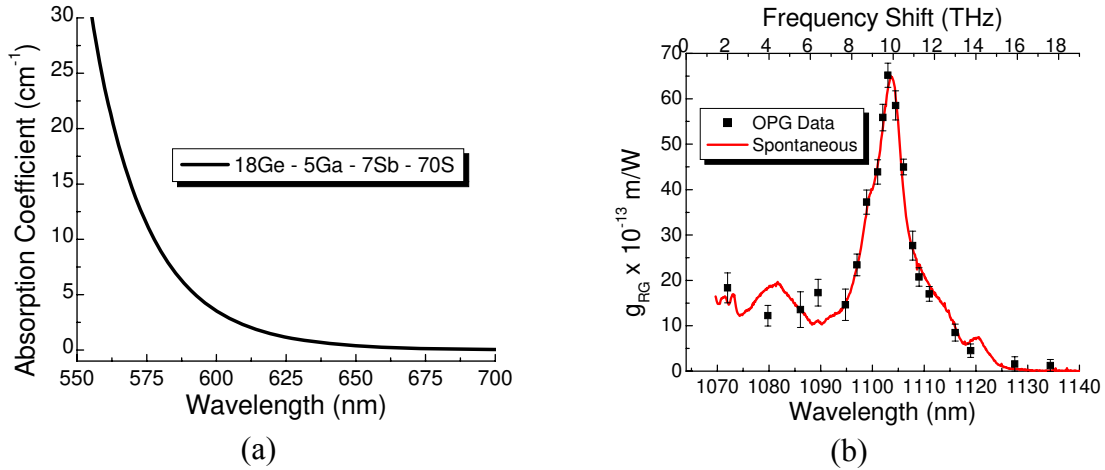 30
25
20
15
10
5
0
550 575 600 625 650 675 700
Absorption Coefficient (cm⁻¹)
Wavelength (nm)
18Ge - 5Ga - 7Sb - 70S
(a)
Frequency Shift (THz)
0 2 4 6 8 10 12 14 16 18
70
60
50
40
30
20
10
0
g_RG x 10⁻¹³ m/W
OPG Data
Spontaneous
1070 1080 1090 1100 1110 1120 1130 1140
Wavelength (nm)
(b)